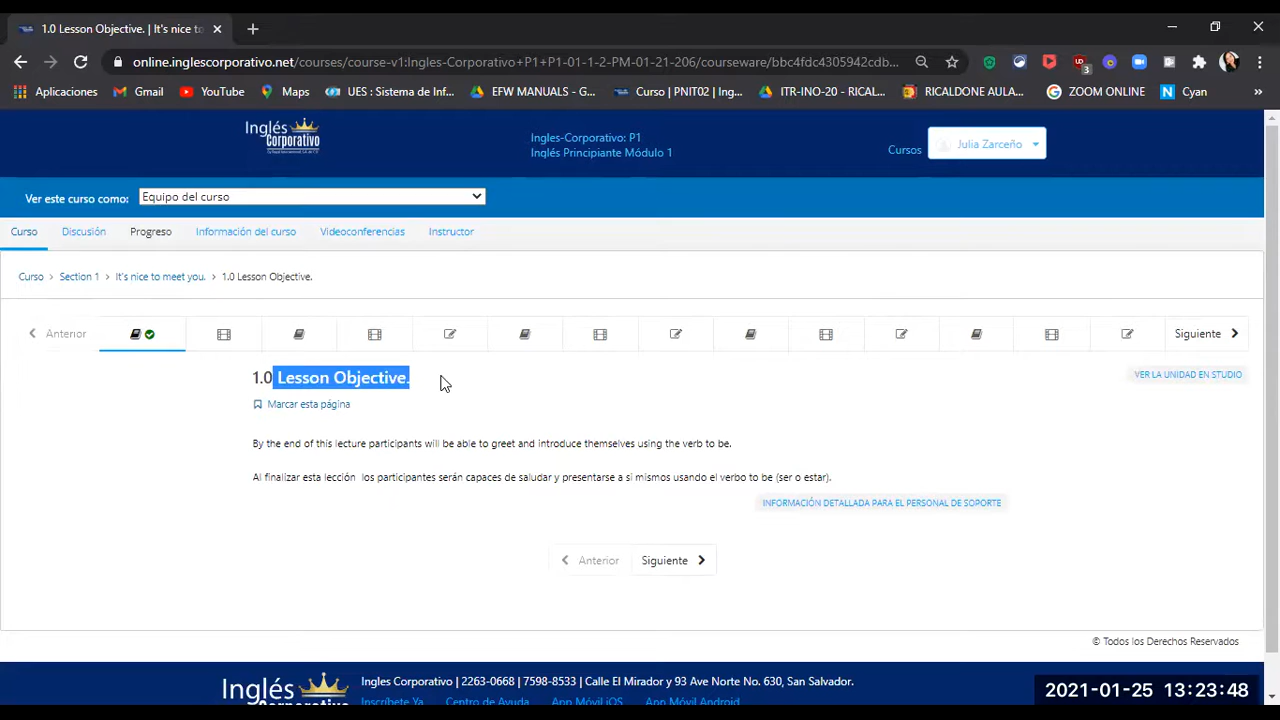 1.0 Lesson Objective. | It's nice to
online.inglescorporativo.net/courses/course-v1:Ingles-Corporativo+P1+P1-01-1-2-PM-01-21-206/courseware/bbc4fdc4305942cdb...
3
Aplicaciones
Gmail
YouTube
Maps
UES : Sistema de Inf...
EFW MANUALS - G...
Curso | PNIT02 | Ing...
ITR-INO-20 - RICAL...
RICALDONE AULA...
ZOOM ONLINE
Cyan
»
Inglés
Corporativo
Ingles-Corporativo: P1
Inglés Principiante Módulo 1
Cursos
Julia Zarceño
Ver este curso como:
Equipo del curso
Curso
Discusión
Progreso
Información del curso
Videoconferencias
Instructor
Curso > Section 1 > It's nice to meet you. > 1.0 Lesson Objective.
Anterior
Siguiente
1.0 Lesson Objective.
VER LA UNIDAD EN STUDIO
Marcar esta página
By the end of this lecture participants will be able to greet and introduce themselves using the verb to be.
Al finalizar esta lección los participantes serán capaces de saludar y presentarse a si mismos usando el verbo to be (ser o estar).
INFORMACIÓN DETALLADA PARA EL PERSONAL DE SOPORTE
Anterior
Siguiente
© Todos los Derechos Reservados
Inglés
Corporativo
Ingles Corporativo | 2263-0668 | 7598-8533 | Calle El Mirador y 93 Ave Norte No. 630, San Salvador.
Inscríbete Ya
Centro de Ayuda
App Móvil iOS
App Móvil Android
2021-01-25 13:23:48